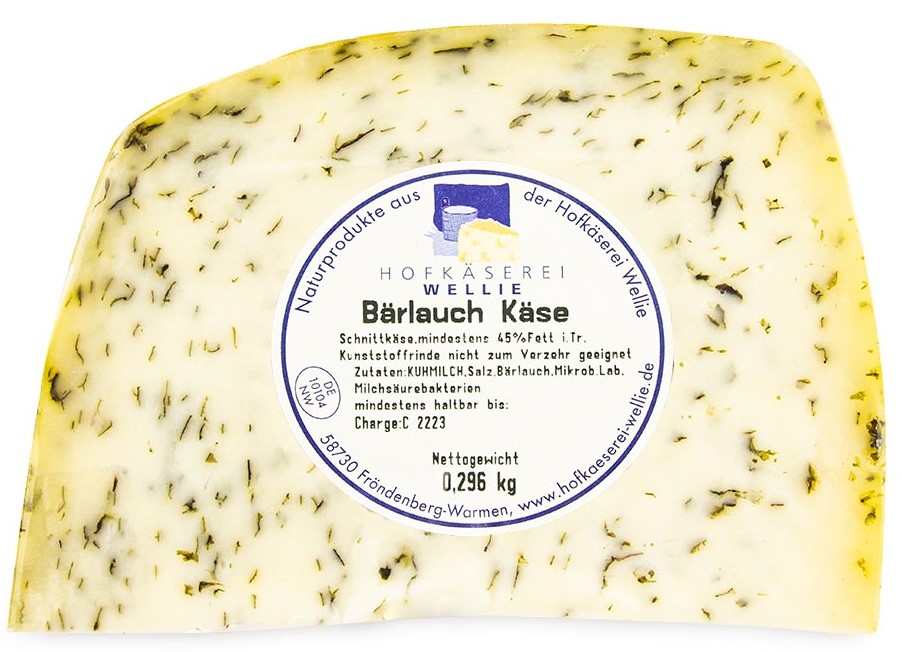 Naturprodukte aus der Hofkäserei Wellie
HOFKÄSEREI
WELLIE
Bärlauch Käse
Schnittkäse,mindestens 45%Fett i.Tr.
Kunststoffrinde nicht zum Verzehr geeignet
Zutaten:KUHMILCH,Salz.Bärlauch,Mikrob.Lab,
Milchsäurebakterien
mindestens haltbar bis:
Charge:C 2223
DE
10104
NW
Nettogewicht
0,296 kg
58730 Fröndenberg-Warmen, www.hofkaeserei-wellie.de